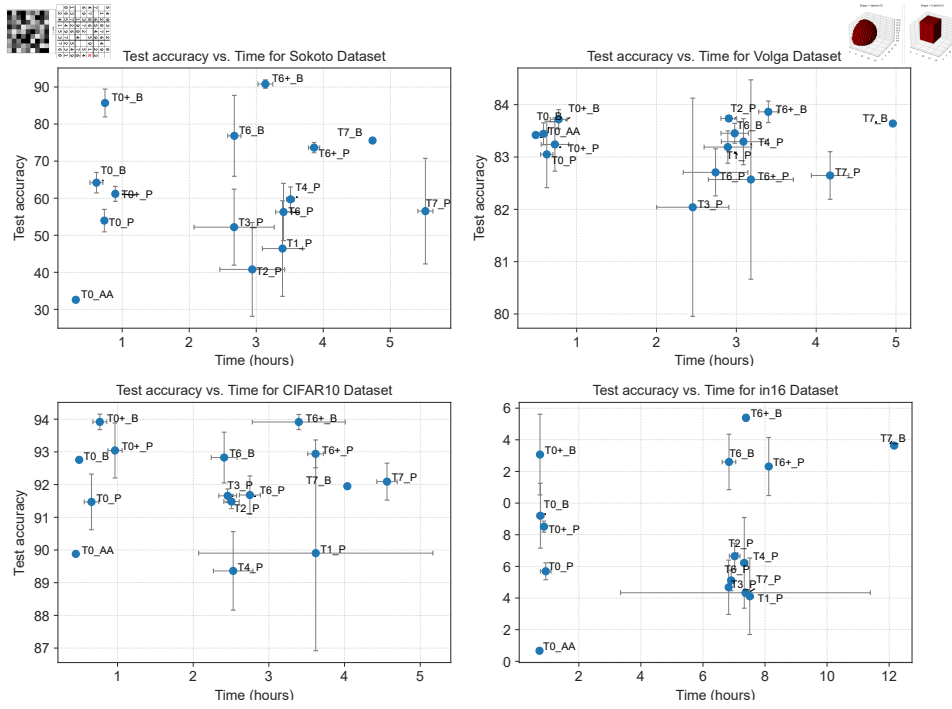 Test accuracy vs. Time for Sokoto Dataset
Test accuracy
90
80
70
60
50
40
30
T0+_B
T6+_B
T6_B
T7_B
T6+_P
T0_B
T0+_P
T4_P
T6_P
T7_P
T0_P
T3_P
T1_P
T2_P
T0_AA
1
2
3
4
5
Time (hours)
Test accuracy vs. Time for Volga Dataset
Test accuracy
84
83
82
81
80
T0+_B
T0_B
T0_AA
T0+_P
T0_P
T2_P
T6+_B
T7_B
T6_B
T4_P
T1_P
T6_P
T6+_P
T7_P
T3_P
1
2
3
4
5
Time (hours)
Test accuracy vs. Time for CIFAR10 Dataset
Test accuracy
94
93
92
91
90
89
88
87
T0+_B
T6+_B
T0+_P
T6+_P
T0_B
T6_B
T7_P
T7_B
T3_P
T6_P
T0_P
T2_P
T0_AA
T1_P
T4_P
1
2
3
4
5
Time (hours)
Test accuracy vs. Time for in16 Dataset
6
4
2
0
8
6
4
2
0
T6+_B
T7_B
T0+_B
T6_B
T6+_P
T0_B
T0+_P
T2_P
T4_P
T0_P
T6_P
T7_P
T3_P
T1_P
T0_AA
2
4
6
8
10
12
Time (hours)